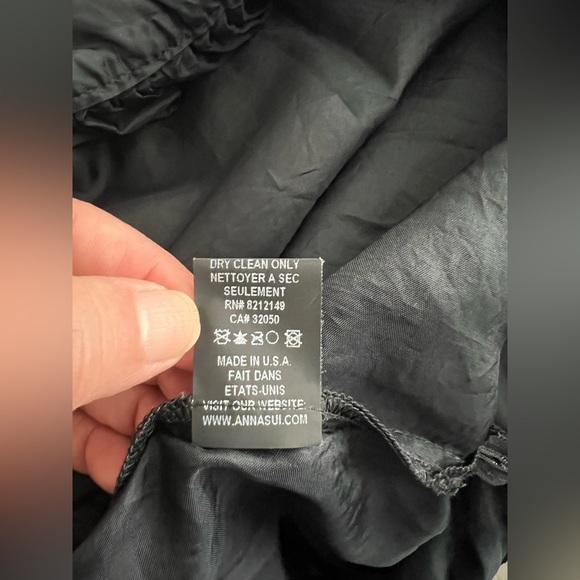 DRY CLEAN ONLY
NETTOYER A SEC
SEULEMENT
RN# 8212149
CA# 32050
MADE IN U.S.A.
FAIT DANS
ETATS-UNIS
VISIT OUR WEBSITE:
WWW.ANNASUI.COM